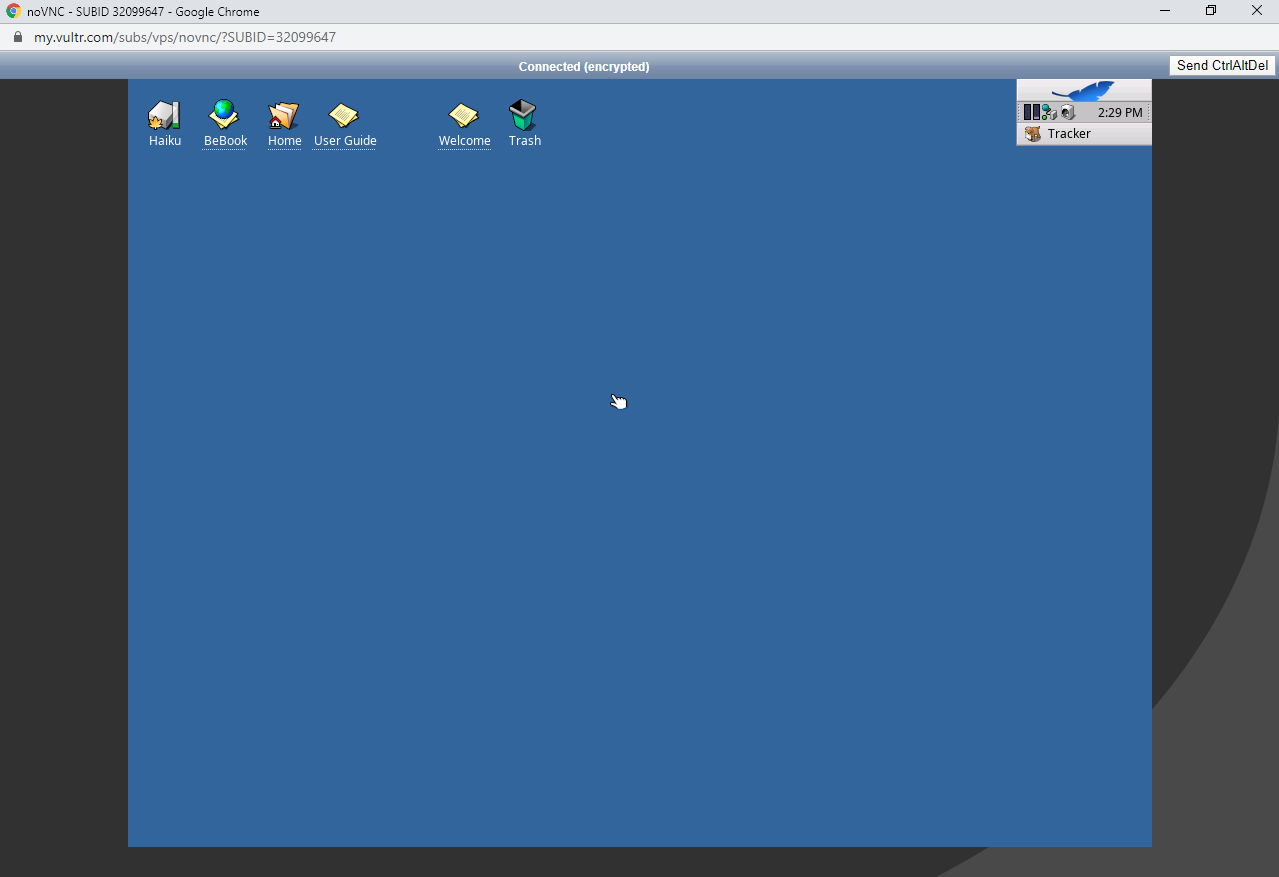 noVNC - SUBID 32099647 - Google Chrome
my.vultr.com/subs/vps/novnc/?SUBID=32099647
Connected (encrypted)
Send CtrlAltDel
2:29 PM
Tracker
Haiku
BeBook
Home
User Guide
Welcome
Trash